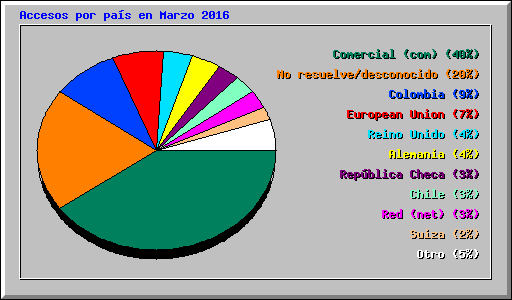 Accesos por país en Marzo 2016
Comercial (com) (40%)
No resuelve/desconocido (20%)
Colombia (9%)
European Union (7%)
Reino Unido (4%)
Alemania (4%)
República Checa (3%)
Chile (3%)
Red (net) (3%)
Suiza (2%)
Otro (5%)